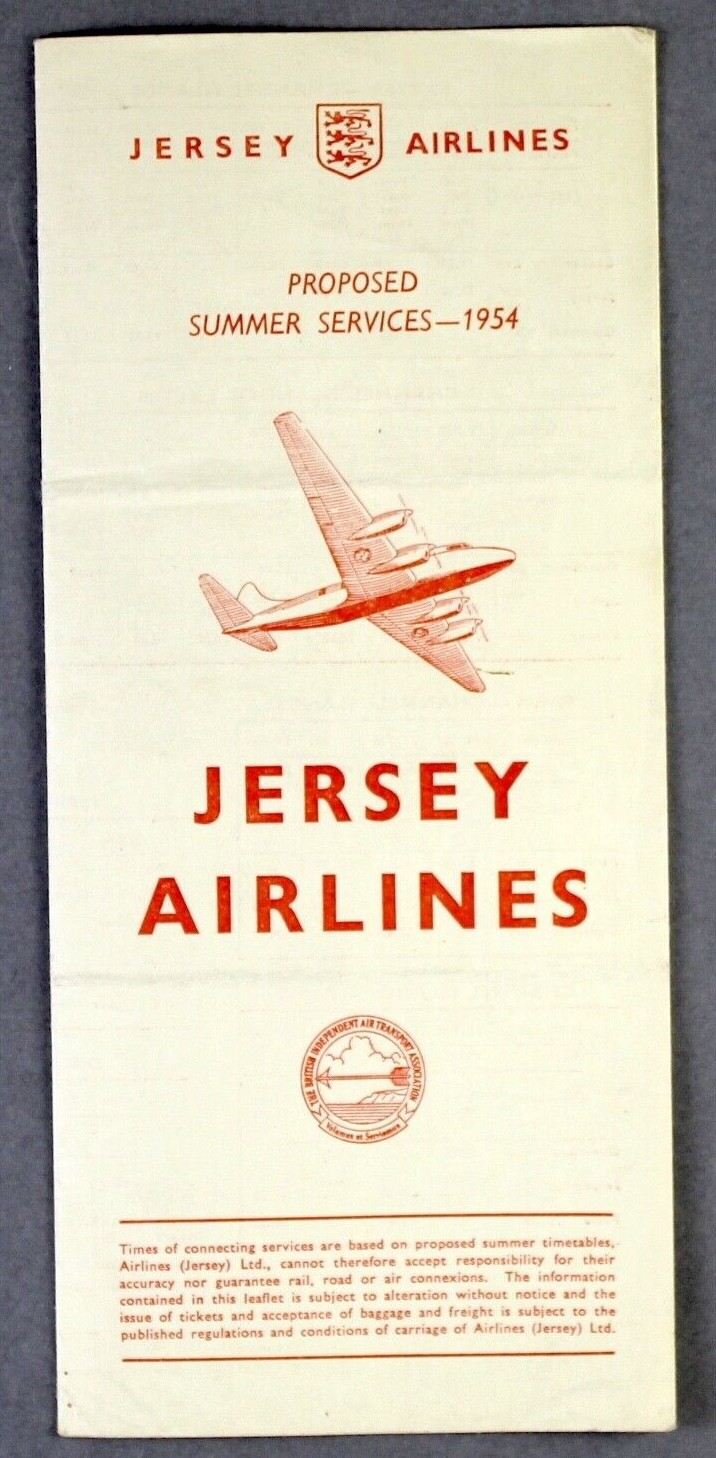 JERSEY AIRLINES
PROPOSED
SUMMER SERVICES—1954
JERSEY
AIRLINES
THE BRITISH INDEPENDENT AIR TRANSPORT ASSOCIATION
Volamus ut Serviamus
Times of connecting services are based on proposed summer timetables,
Airlines (Jersey) Ltd., cannot therefore accept responsibility for their
accuracy nor guarantee rail, road or air connexions. The information
contained in this leaflet is subject to alteration without notice and the
issue of tickets and acceptance of baggage and freight is subject to the
published regulations and conditions of carriage of Airlines (Jersey) Ltd.